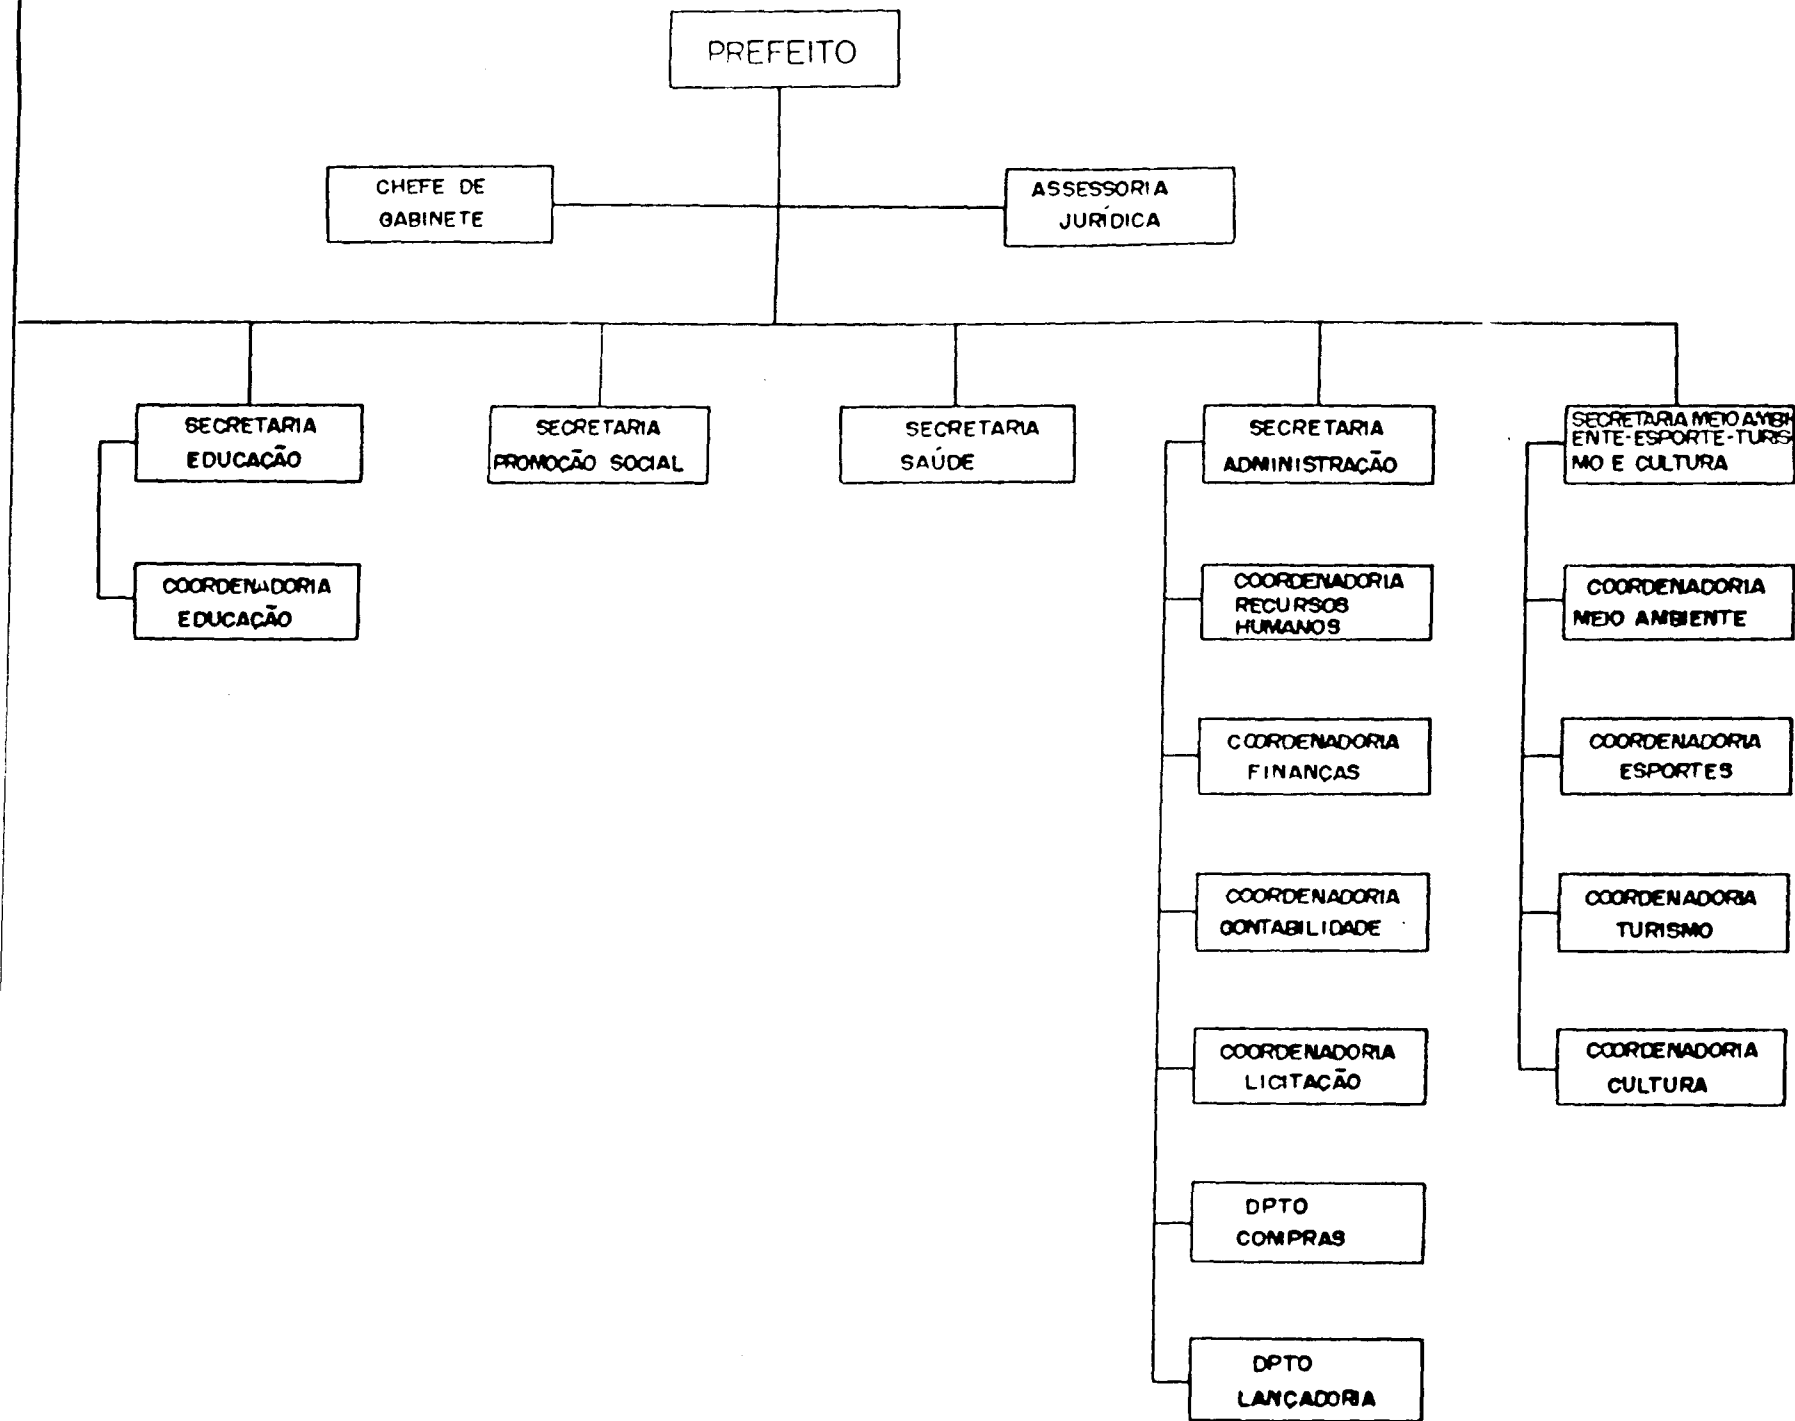 PREFEITO
CHEFE DE
GABINETE
ASSESSORIA
JURÍDICA
SECRETARIA
EDUCAÇÃO
SECRETARIA
PROMOÇÃO SOCIAL
SECRETARIA
SAÚDE
SECRETARIA
ADMINISTRAÇÃO
SECRETARIA MEIO AMBI-
ENTE-ESPORTE-TURIS-
MO E CULTURA
COORDENADORIA
EDUCAÇÃO
COORDENADORIA
RECURSOS
HUMANOS
COORDENADORIA
MEIO AMBIENTE
COORDENADORIA
FINANÇAS
COORDENADORIA
ESPORTES
COORDENADORIA
CONTABILIDADE
COORDENADORIA
TURISMO
COORDENADORIA
LICITAÇÃO
COORDENADORIA
CULTURA
DPTO
COMPRAS
DPTO
LANÇADORIA